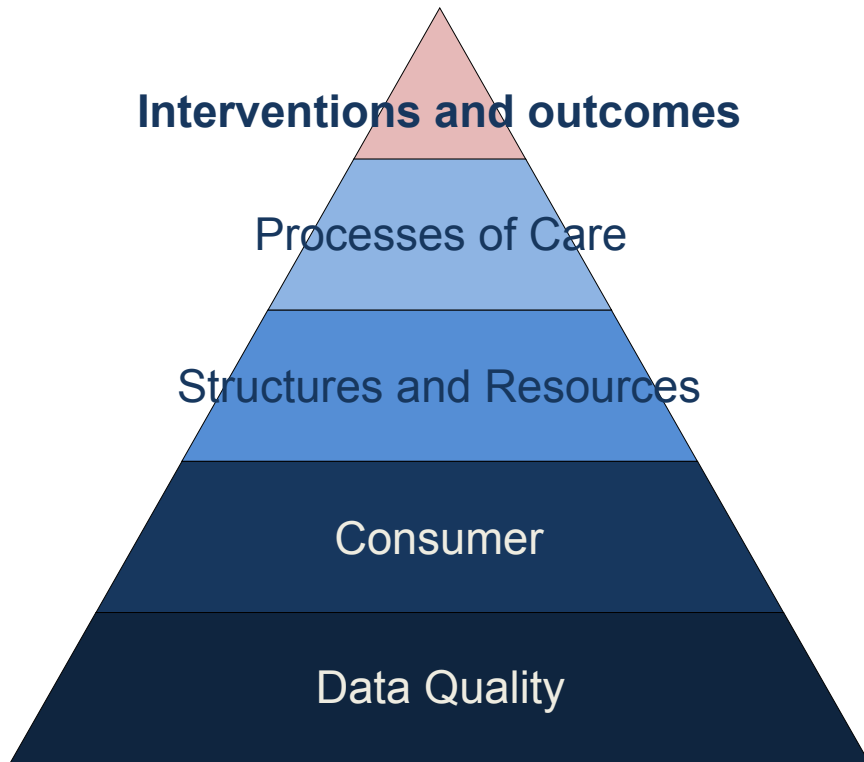 Interventions and outcomes
Processes of Care
Structures and Resources
Consumer
Data Quality